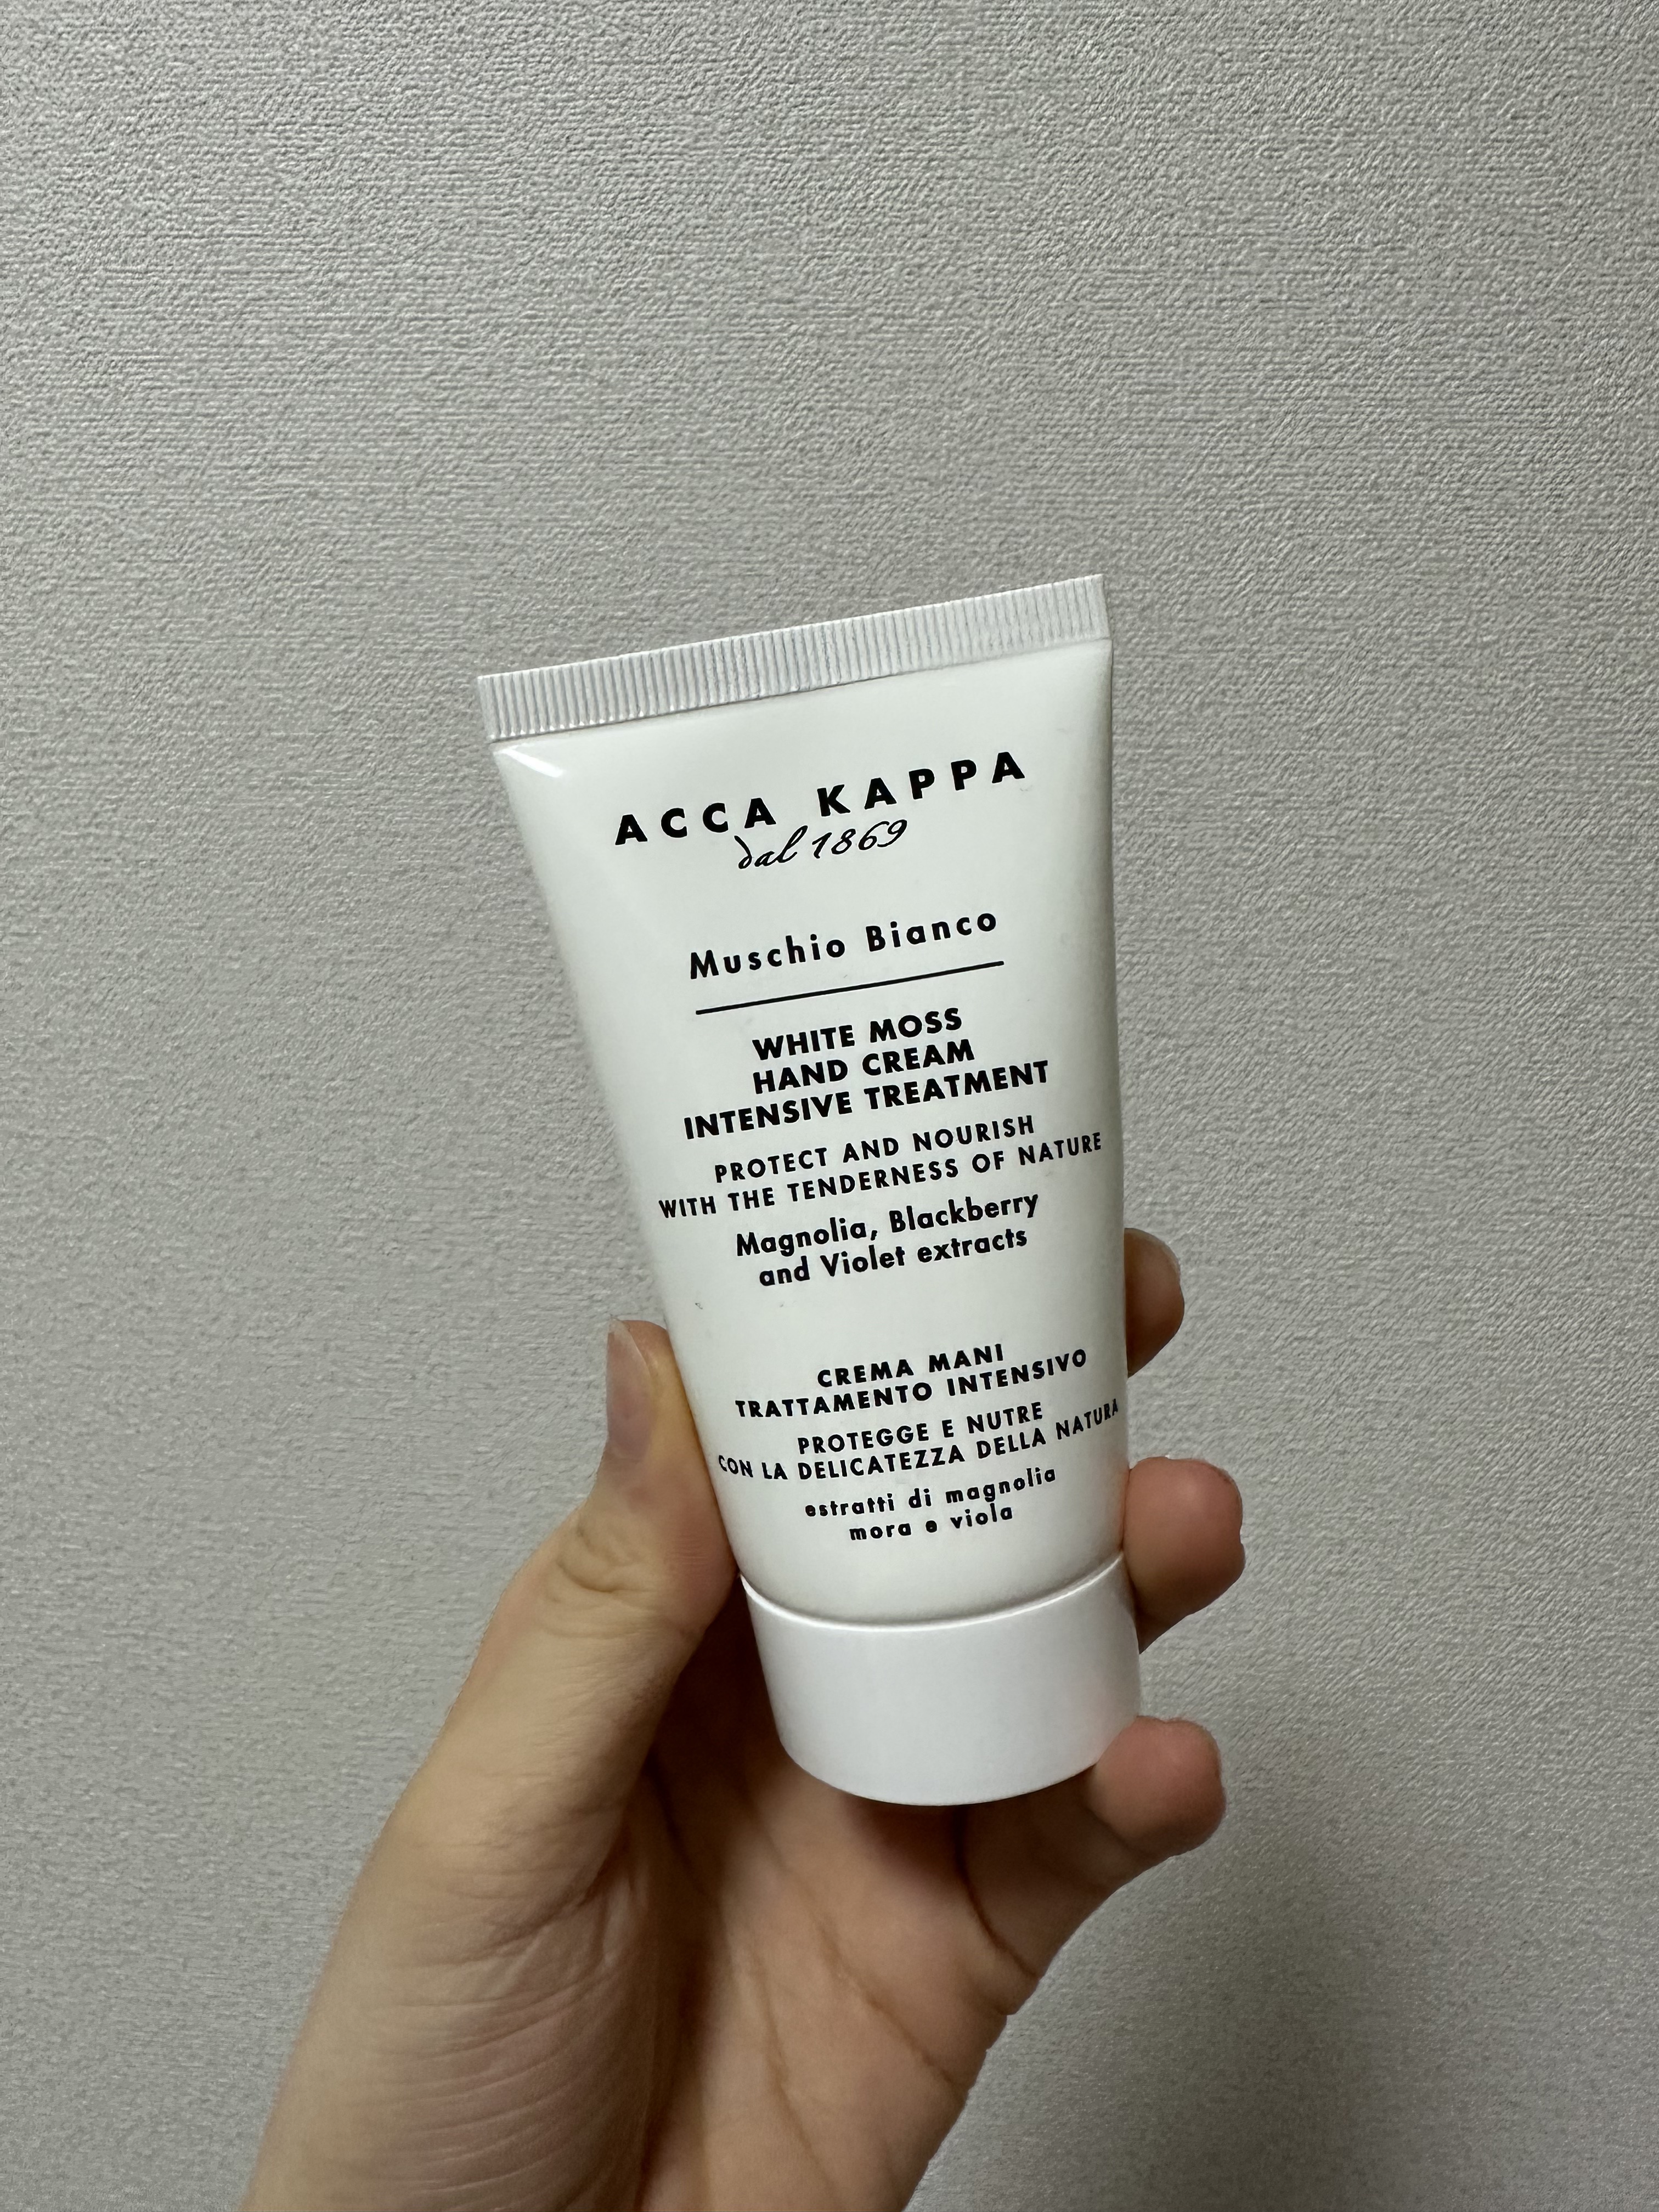 ACCA KAPPA
dal 1869
Muschio Bianco
WHITE MOSS
HAND CREAM
INTENSIVE TREATMENT
PROTECT AND NOURISH
WITH THE TENDERNESS OF NATURE
Magnolia, Blackberry
and Violet extracts
CREMA MANI
TRATTAMENTO INTENSIVO
PROTEGGE E NUTRE
CON LA DELICATEZZA DELLA NATURA
estratti di magnolia
mora e viola